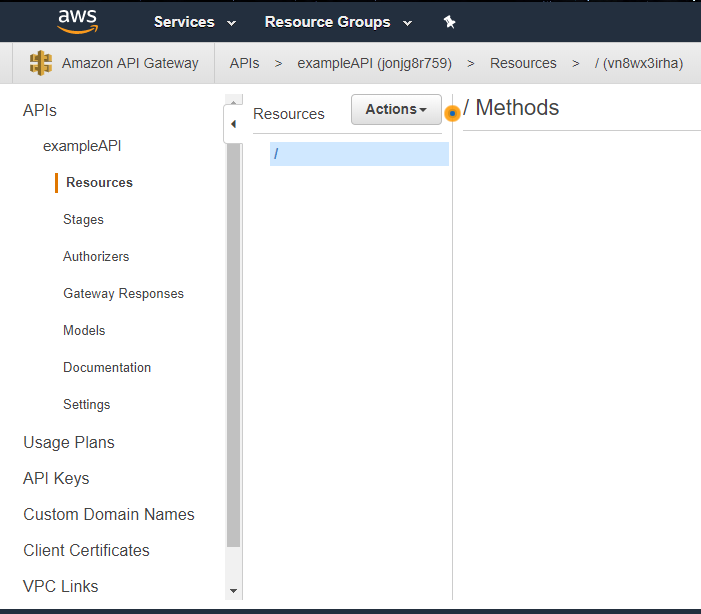 aws Services Resource Groups
Amazon API Gateway APIs > exampleAPI (jonjg8r759) > Resources > / (vn8wx3irha)
APIs
exampleAPI
Resources
Stages
Authorizers
Gateway Responses
Models
Documentation
Settings
Usage Plans
API Keys
Custom Domain Names
Client Certificates
VPC Links
Resources Actions
/
/ Methods